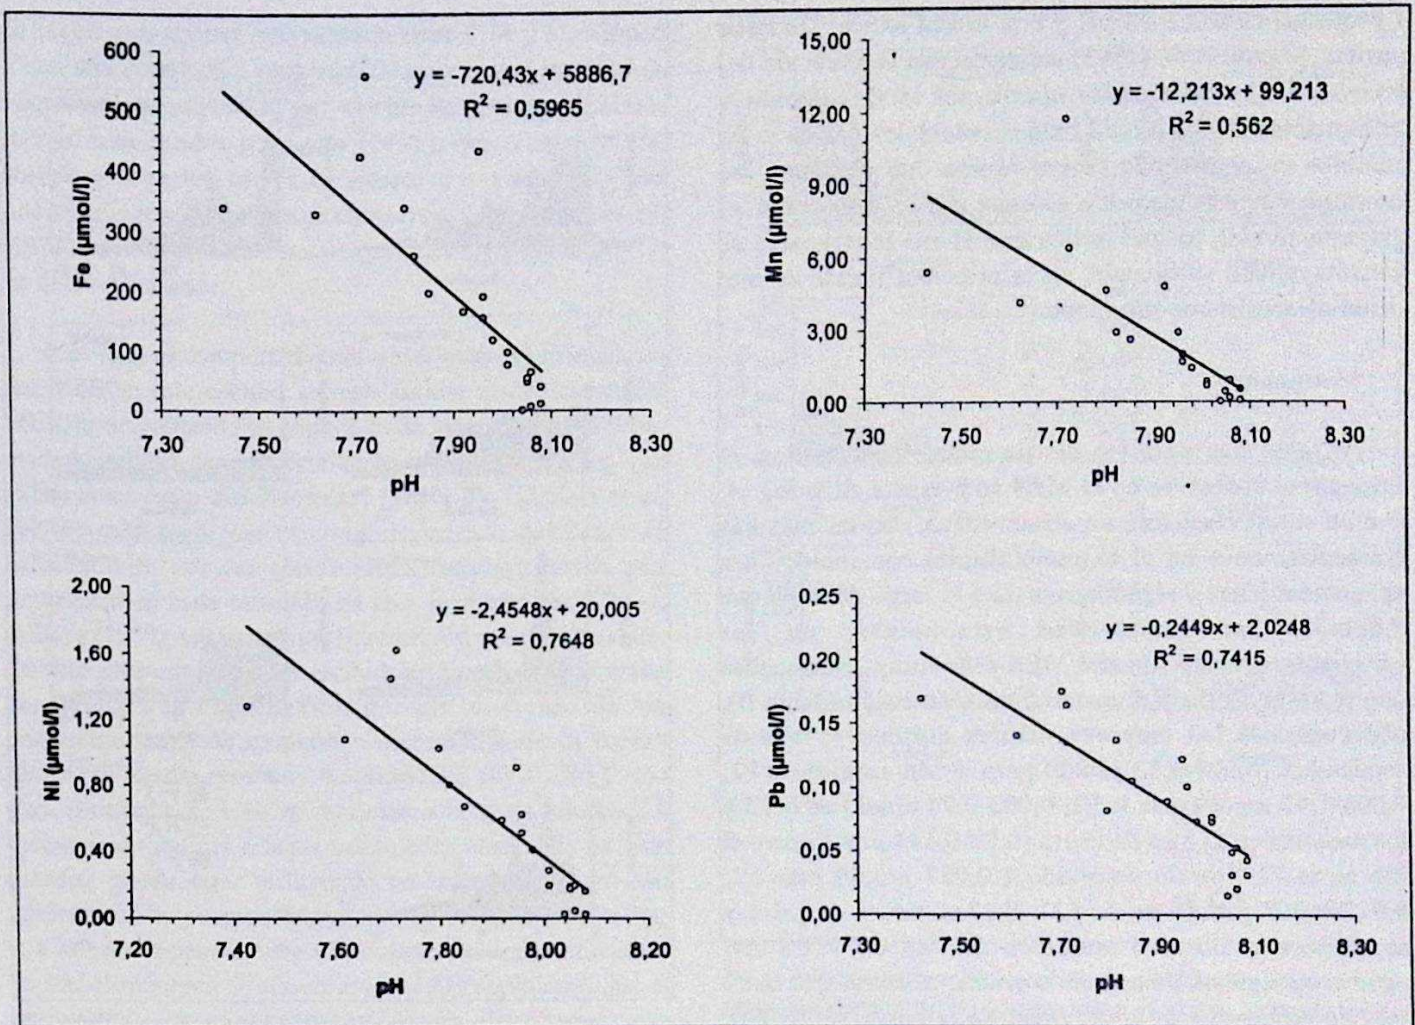 600
500
400
300
200
100
0
Fe (µmol/l)
y = -720,43x + 5886,7
R² = 0,5965
7,30 7,50 7,70 7,90 8,10 8,30
pH
15,00
12,00
9,00
6,00
3,00
0,00
Mn (µmol/l)
y = -12,213x + 99,213
R² = 0,562
7,30 7,50 7,70 7,90 8,10 8,30
pH
2,00
1,60
1,20
0,80
0,40
0,00
Ni (µmol/l)
y = -2,4548x + 20,005
R² = 0,7648
7,20 7,40 7,60 7,80 8,00 8,20
pH
0,25
0,20
0,15
0,10
0,05
0,00
Pb (µmol/l)
y = -0,2449x + 2,0248
R² = 0,7415
7,30 7,50 7,70 7,90 8,10 8,30
pH